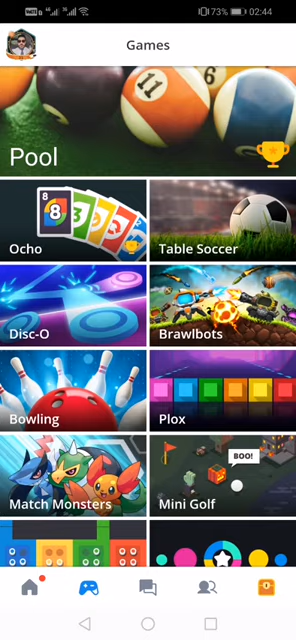 73% 02:44
Games
11
Pool
8
8
Ocho
Table Soccer
Disc-O
Brawlbots
Bowling
Plox
BOO!
Match Monsters
Mini Golf